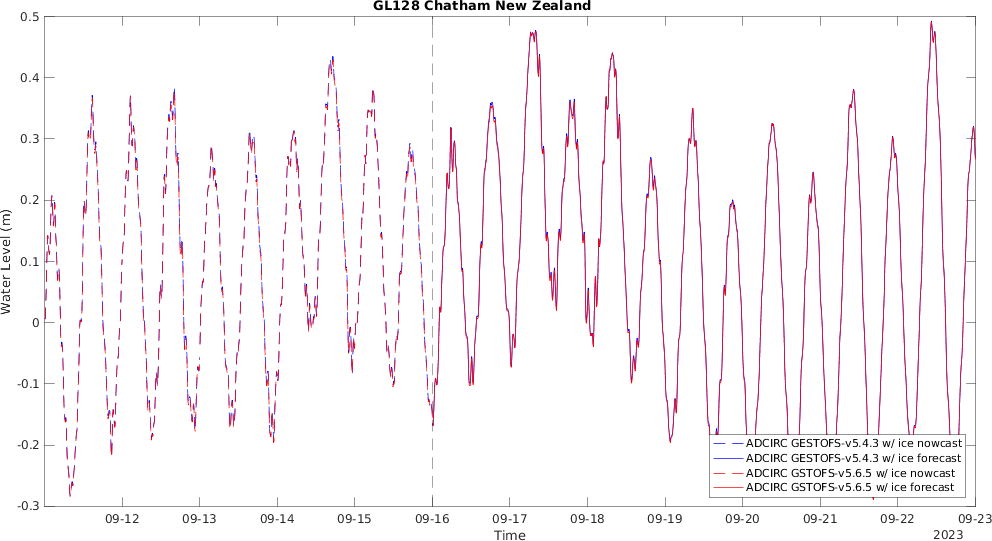 GL128 Chatham New Zealand
0.5
0.4
0.3
0.2
0.1
0
-0.1
-0.2
-0.3
Water Level (m)
ADCIRC GESTOFS-v5.4.3 w/ ice nowcast
ADCIRC GESTOFS-v5.4.3 w/ ice forecast
ADCIRC GSTOFS-v5.6.5 w/ ice nowcast
ADCIRC GSTOFS-v5.6.5 w/ ice forecast
09-12 09-13 09-14 09-15 09-16 09-17 09-18 09-19 09-20 09-21 09-22 09-23
Time
2023